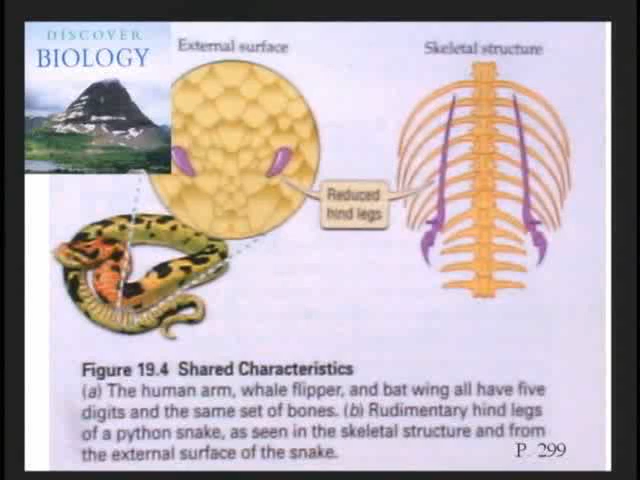 DISCOVER
BIOLOGY
External surface
Skeletal structure
Reduced
hind legs
Figure 19.4 Shared Characteristics
(a) The human arm, whale flipper, and bat wing all have five
digits and the same set of bones. (b) Rudimentary hind legs
of a python snake, as seen in the skeletal structure and from
the external surface of the snake.
P. 299